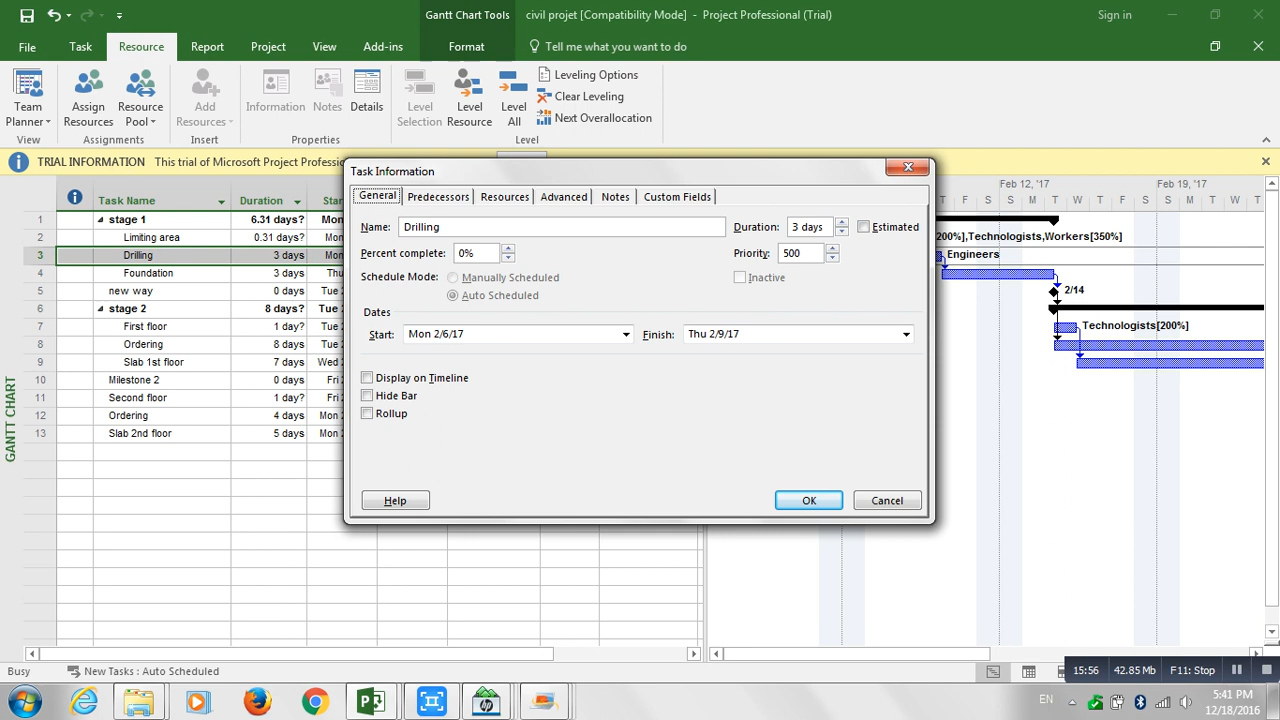 Gantt Chart Tools
civil projet [Compatibility Mode] - Project Professional (Trial)
Sign in
File Task Resource Report Project View Add-ins Format Tell me what you want to do
Team Planner Assign Resources Resource Pool Add Resources Information Notes Details Level Selection Level Resource Level All
Leveling Options
Clear Leveling
Next Overallocation
View Assignments Insert Properties Level
TRIAL INFORMATION This trial of Microsoft Project Professio
Task Information
General Predecessors Resources Advanced Notes Custom Fields
Name: Drilling Duration: 3 days Estimated
Percent complete: 0% Priority: 500
Schedule Mode: Manually Scheduled Inactive
Auto Scheduled
Dates
Start: Mon 2/6/17 Finish: Thu 2/9/17
Display on Timeline
Hide Bar
Rollup
Help OK Cancel
Task Name Duration Star
1 stage 1 6.31 days? Mon
2 Limiting area 0.31 days? Mon
3 Drilling 3 days Mon
4 Foundation 3 days Thu
5 new way 0 days Tue 2
6 stage 2 8 days? Tue 2
7 First floor 1 day? Tue 2
8 Ordering 8 days Tue 2
9 Slab 1st floor 7 days Wed 2
10 Milestone 2 0 days Fri 2
11 Second floor 1 day? Fri 2
12 Ordering 4 days Mon 2
13 Slab 2nd floor 5 days Mon 2
GANTT CHART
Feb 12, '17 Feb 19, '17
T F S S M T W T F S S M T W T
200%],Technologists,Workers[350%]
Engineers
2/14
Technologists[200%]
Busy New Tasks : Auto Scheduled
15:56 42.85 Mb F11: Stop
EN
5:41 PM
12/18/2016